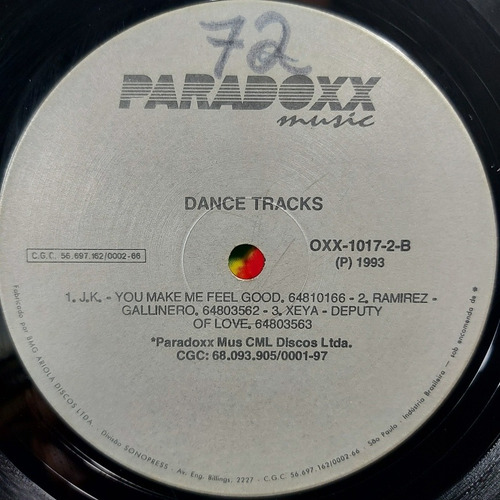 72
PARADOXX
music
DANCE TRACKS
C.G.C. 56.697.162/0002-66
OXX-1017-2-B
(P) 1993
1. J.K. - YOU MAKE ME FEEL GOOD. 64810166 - 2. RAMIREZ -
GALLINERO. 64803562 - 3. XEYA - DEPUTY
OF LOVE. 64803563
*Paradoxx Mus CML Discos Ltda.
CGC: 68.093.905/0001-97
Fabricado por BMG ARIOLA DISCOS LTDA. - Divisão SONOPRESS - Av. Eng. Billings, 2227 - C.G.C 56.697.162/0002-66 - São Paulo - Indústria Brasileira - sob encomenda de *